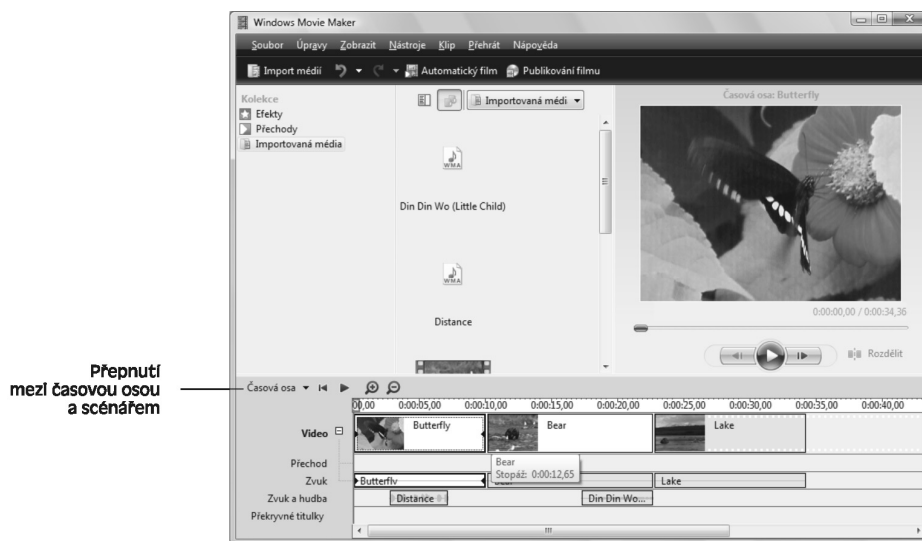 Windows Movie Maker
Soubor Úpravy Zobrazit Nástroje Klip Přehrát Nápověda
Import médií Automatický film Publikování filmu
Kolekce
Efekty
Přechody
Importovaná média
Importovaná médi
WMA
Din Din Wo (Little Child)
WMA
Distance
Časová osa: Butterfly
0:00:00,00 / 0:00:34,36
Rozdělit
Přepnutí
mezi časovou osou
a scénářem
Časová osa
00,00 0:00:05,00 0:00:10,00 0:00:15,00 0:00:20,00 0:00:25,00 0:00:30,00 0:00:35,00 0:00:40,00
Video Butterfly Bear Lake
Přechod
Bear
Stopáž: 0:00:12,65
Zvuk Butterfly Bear Lake
Zvuk a hudba Distance Din Din Wo...
Překryvné titulky